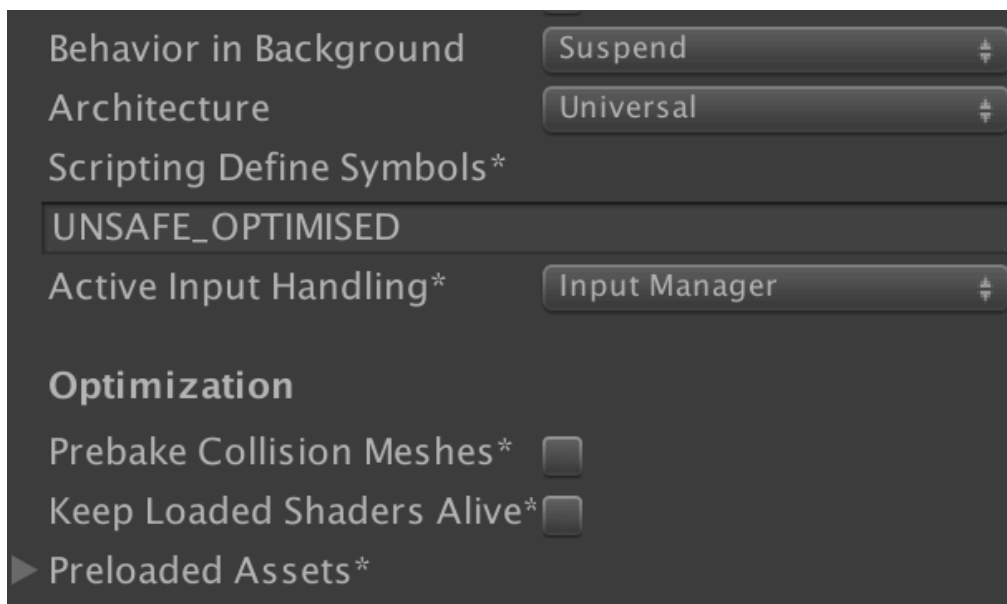 Behavior in Background Suspend
Architecture Universal
Scripting Define Symbols*
UNSAFE_OPTIMISED
Active Input Handling* Input Manager
Optimization
Prebake Collision Meshes*
Keep Loaded Shaders Alive*
Preloaded Assets*